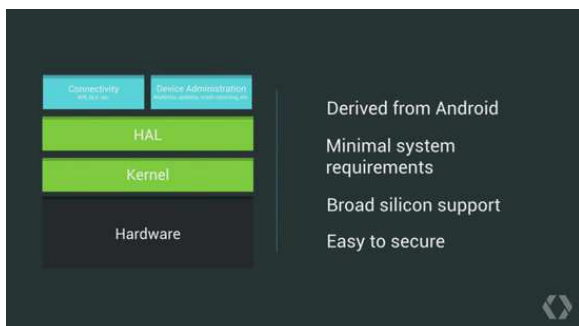 Connectivity
Device Administration
HAL
Kernel
Hardware
Derived from Android
Minimal system
requirements
Broad silicon support
Easy to secure